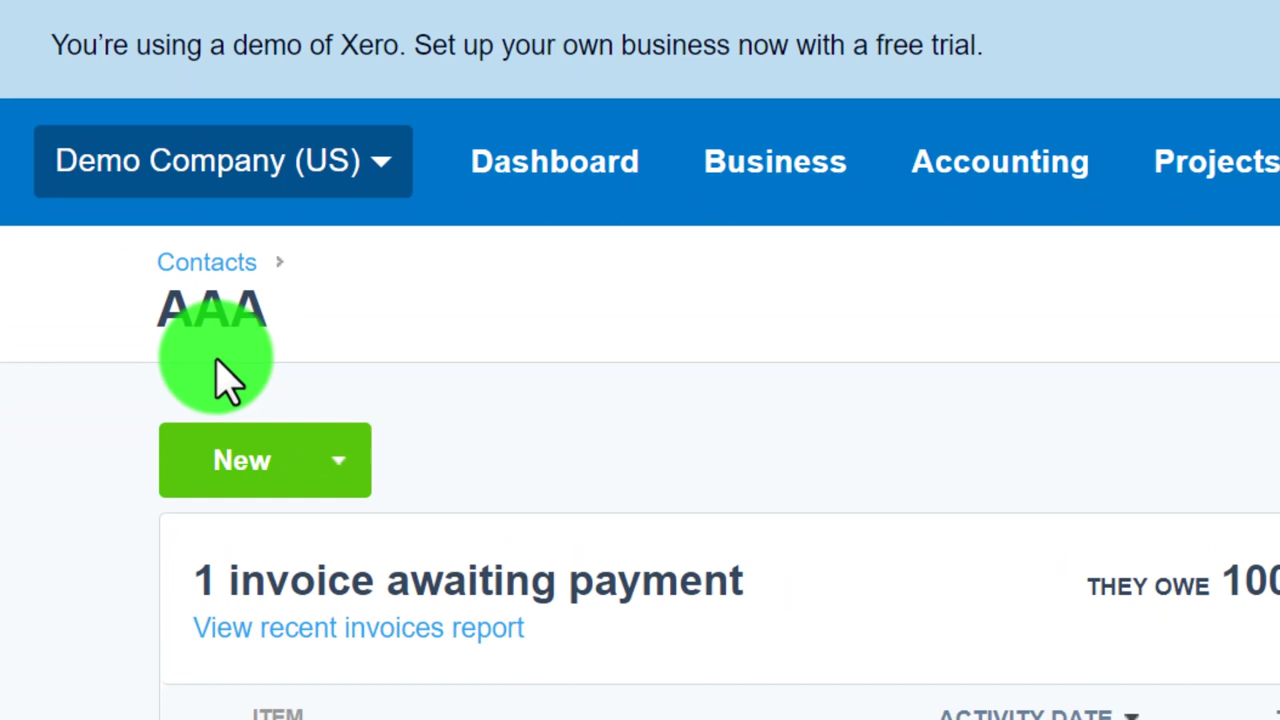 You're using a demo of Xero. Set up your own business now with a free trial.
Demo Company (US) Dashboard Business Accounting Projects
Contacts
AAA
New
1 invoice awaiting payment
THEY OWE 100
View recent invoices report
ITEM ACTIVITY DATE